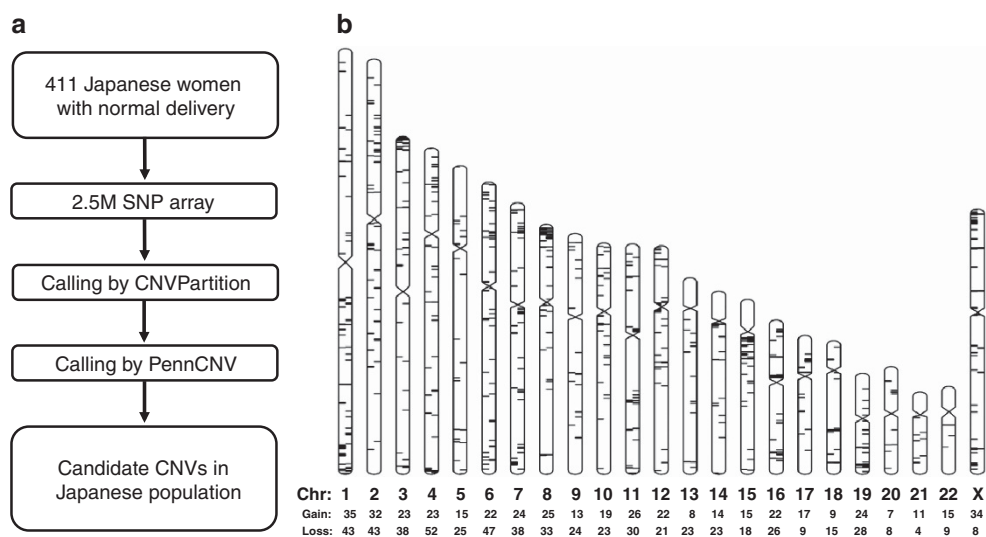 a
411 Japanese women
with normal delivery
2.5M SNP array
Calling by CNVPartition
Calling by PennCNV
Candidate CNVs in
Japanese population
b
Chr: 1 2 3 4 5 6 7 8 9 10 11 12 13 14 15 16 17 18 19 20 21 22 X
Gain: 35 32 23 23 15 22 24 25 13 19 26 22 8 14 15 22 17 9 24 7 11 15 34
Loss: 43 43 38 52 25 47 38 33 24 23 30 21 23 23 18 26 9 15 28 8 4 9 8